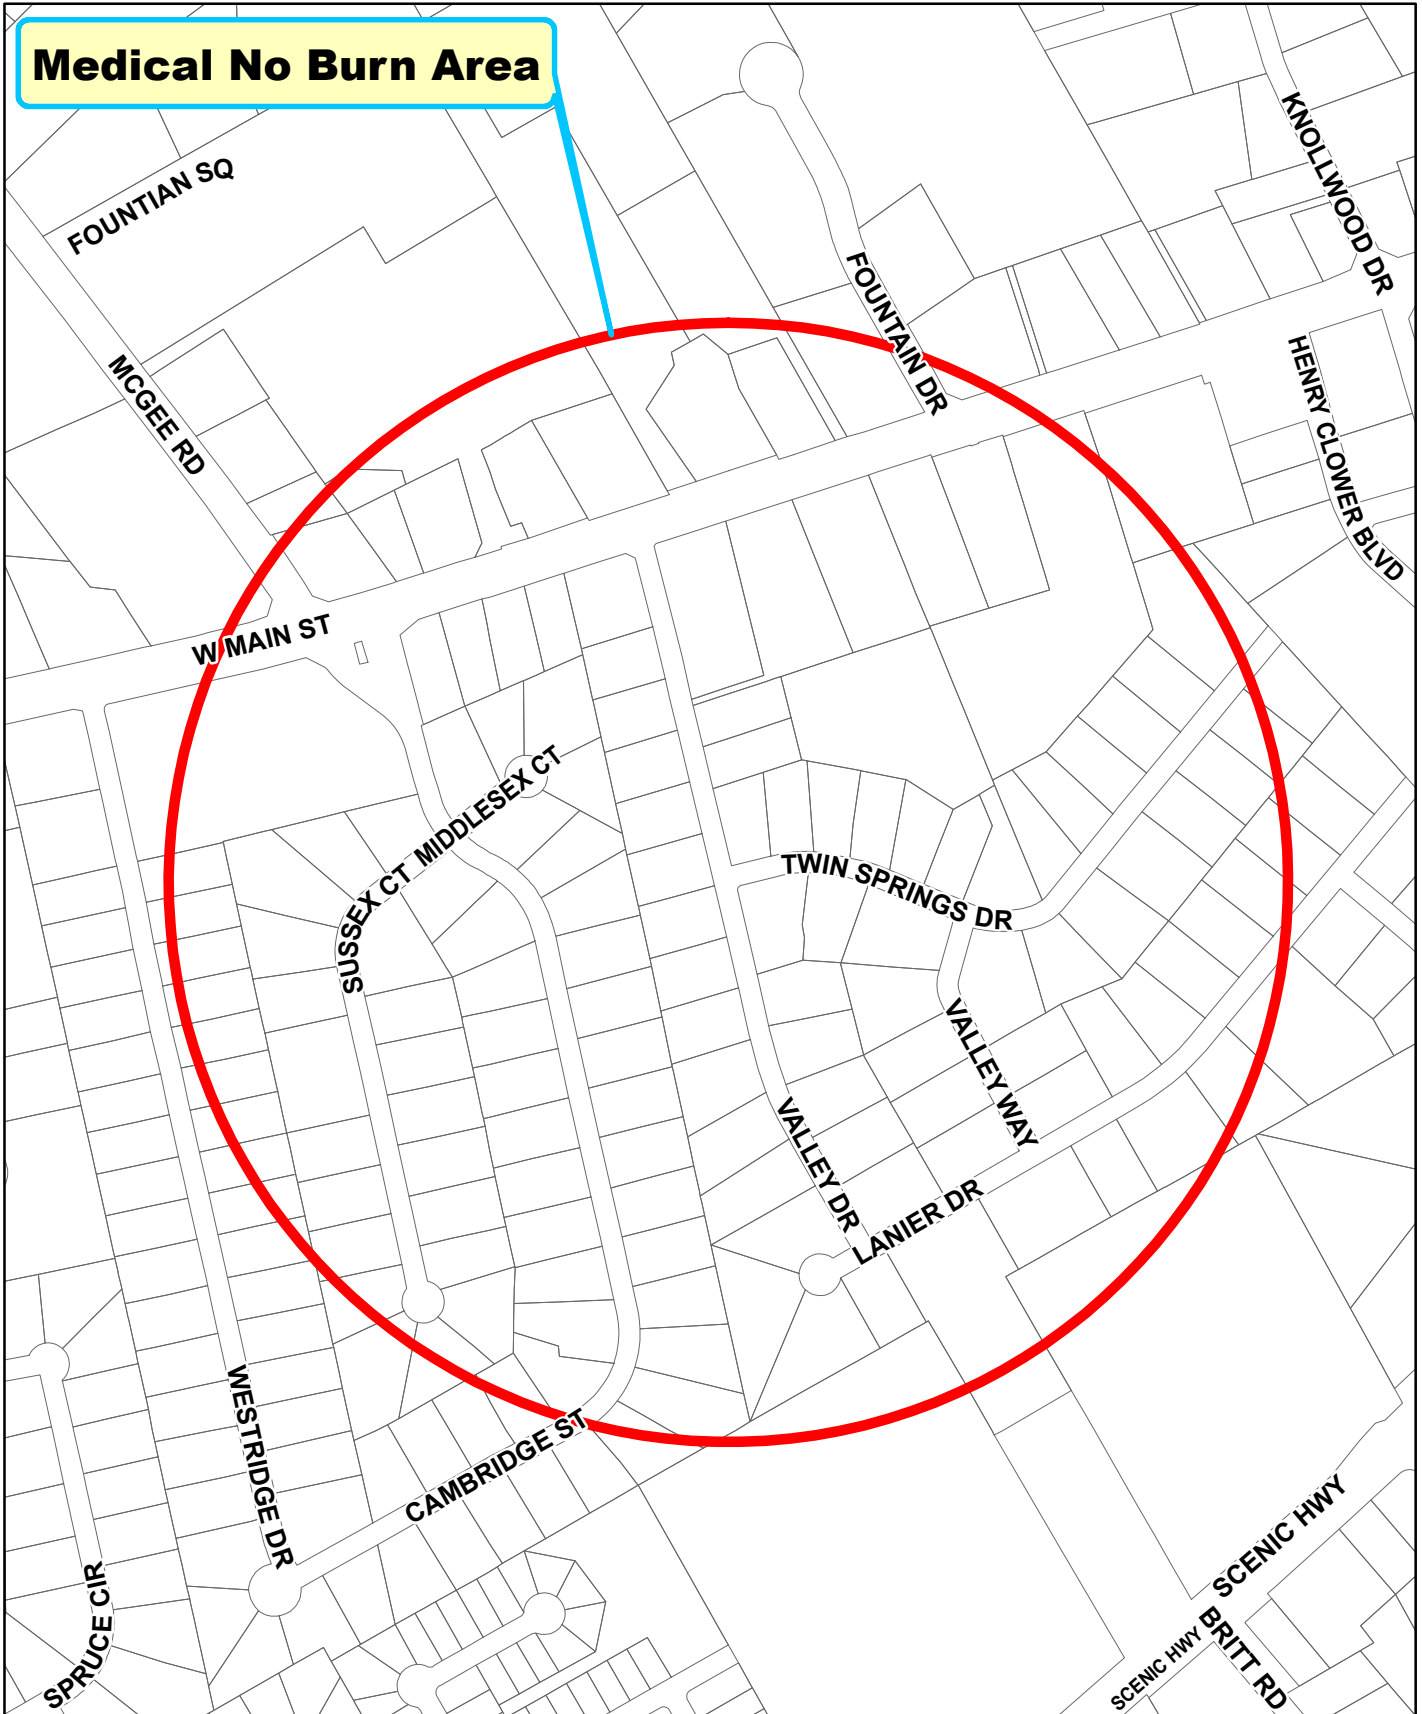 Medical No Burn Area
KNOLLWOOD DR
FOUNTIAN SQ
FOUNTAIN DR
HENRY CLOWER BLVD
MCGEE RD
W MAIN ST
MIDDLESEX CT
SUSSEX CT
TWIN SPRINGS DR
VALLEY WAY
VALLEY DR
LANIER DR
WESTRIDGE DR
CAMBRIDGE ST
SCENIC HWY
SPRUCE CIR
SCENIC HWY
BRITT RD